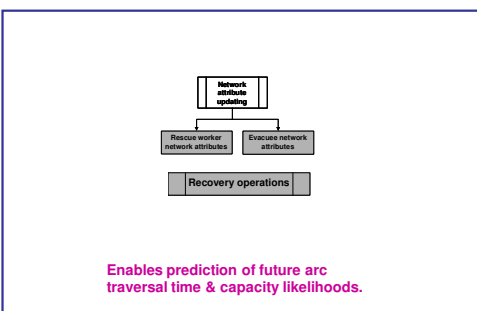 Network
attribute
updating
Rescue worker
network attributes
Evacuee network
attributes
Recovery operations
Enables prediction of future arc
traversal time & capacity likelihoods.